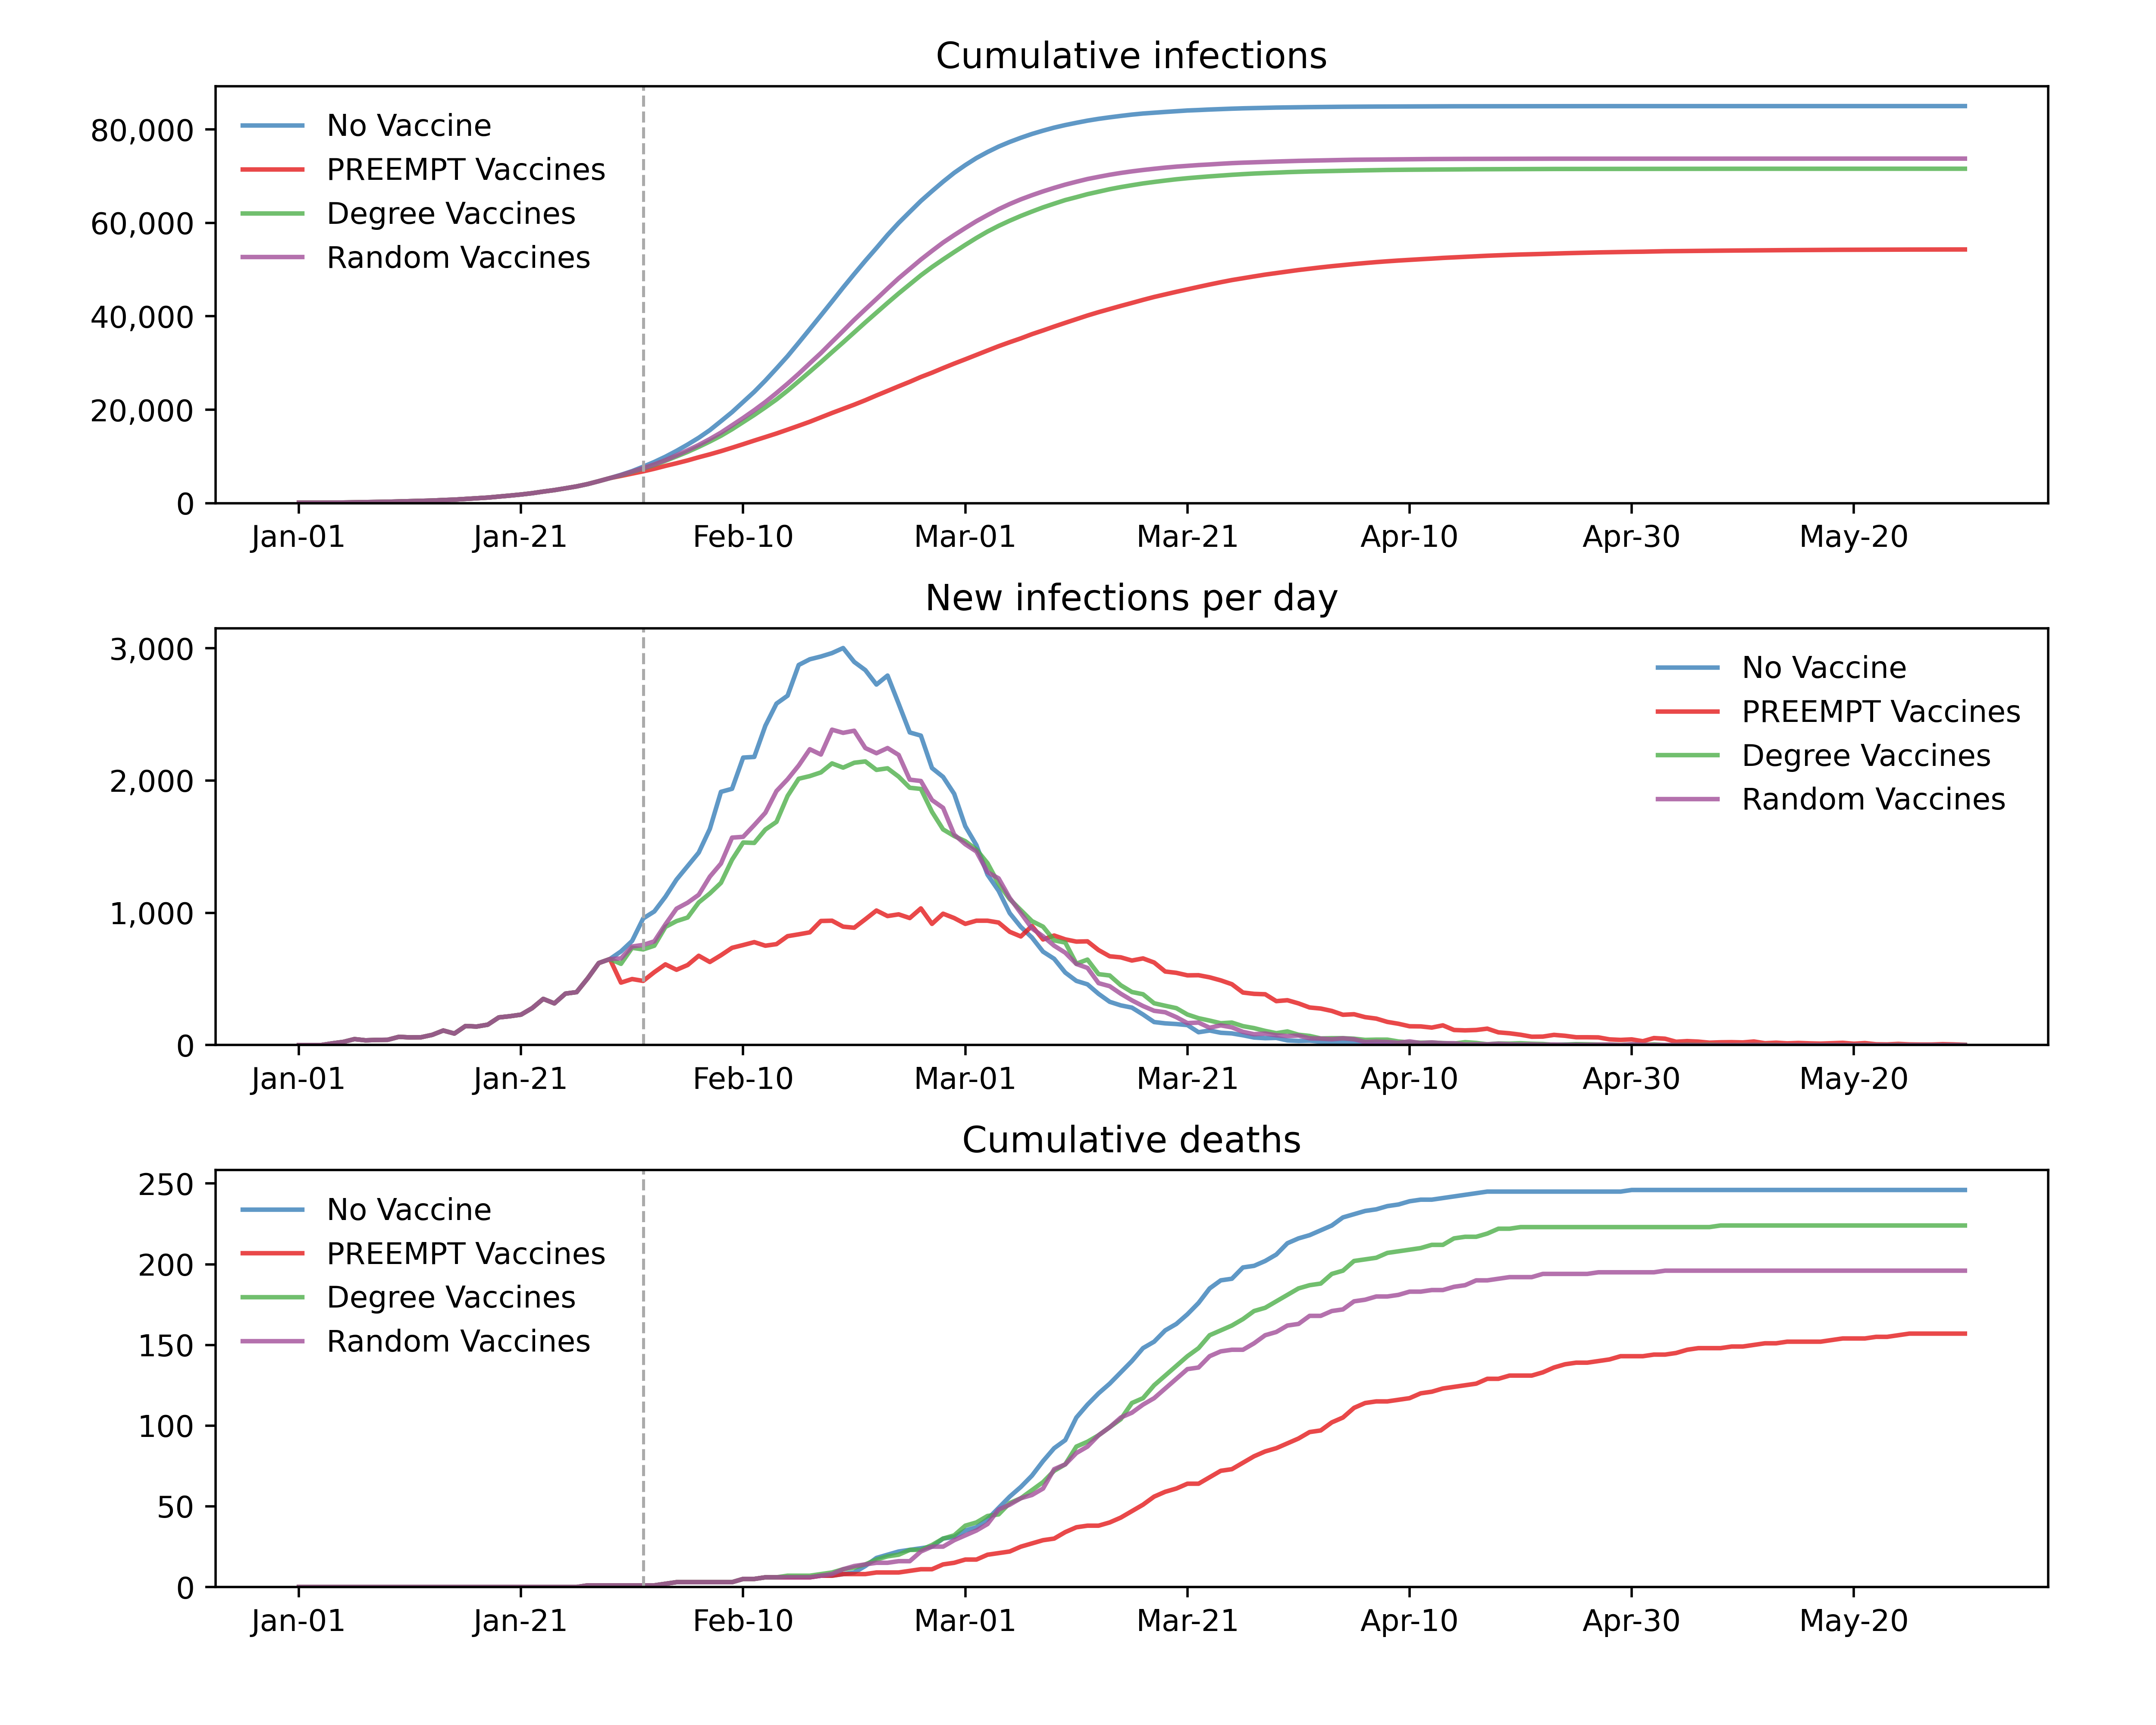 Cumulative infections
80,000
60,000
40,000
20,000
0
No Vaccine
PREEMPT Vaccines
Degree Vaccines
Random Vaccines
Jan-01 Jan-21 Feb-10 Mar-01 Mar-21 Apr-10 Apr-30 May-20
New infections per day
3,000
2,000
1,000
0
No Vaccine
PREEMPT Vaccines
Degree Vaccines
Random Vaccines
Jan-01 Jan-21 Feb-10 Mar-01 Mar-21 Apr-10 Apr-30 May-20
Cumulative deaths
250
200
150
100
50
0
No Vaccine
PREEMPT Vaccines
Degree Vaccines
Random Vaccines
Jan-01 Jan-21 Feb-10 Mar-01 Mar-21 Apr-10 Apr-30 May-20